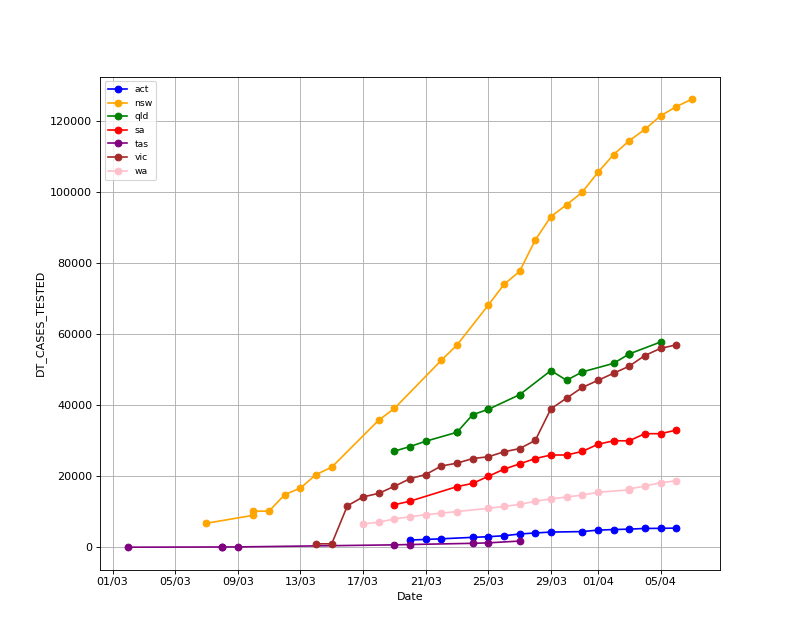 act
nsw
qld
sa
tas
vic
wa
DT_CASES_TESTED
120000
100000
80000
60000
40000
20000
0
01/03 05/03 09/03 13/03 17/03 21/03 25/03 29/03 01/04 05/04
Date